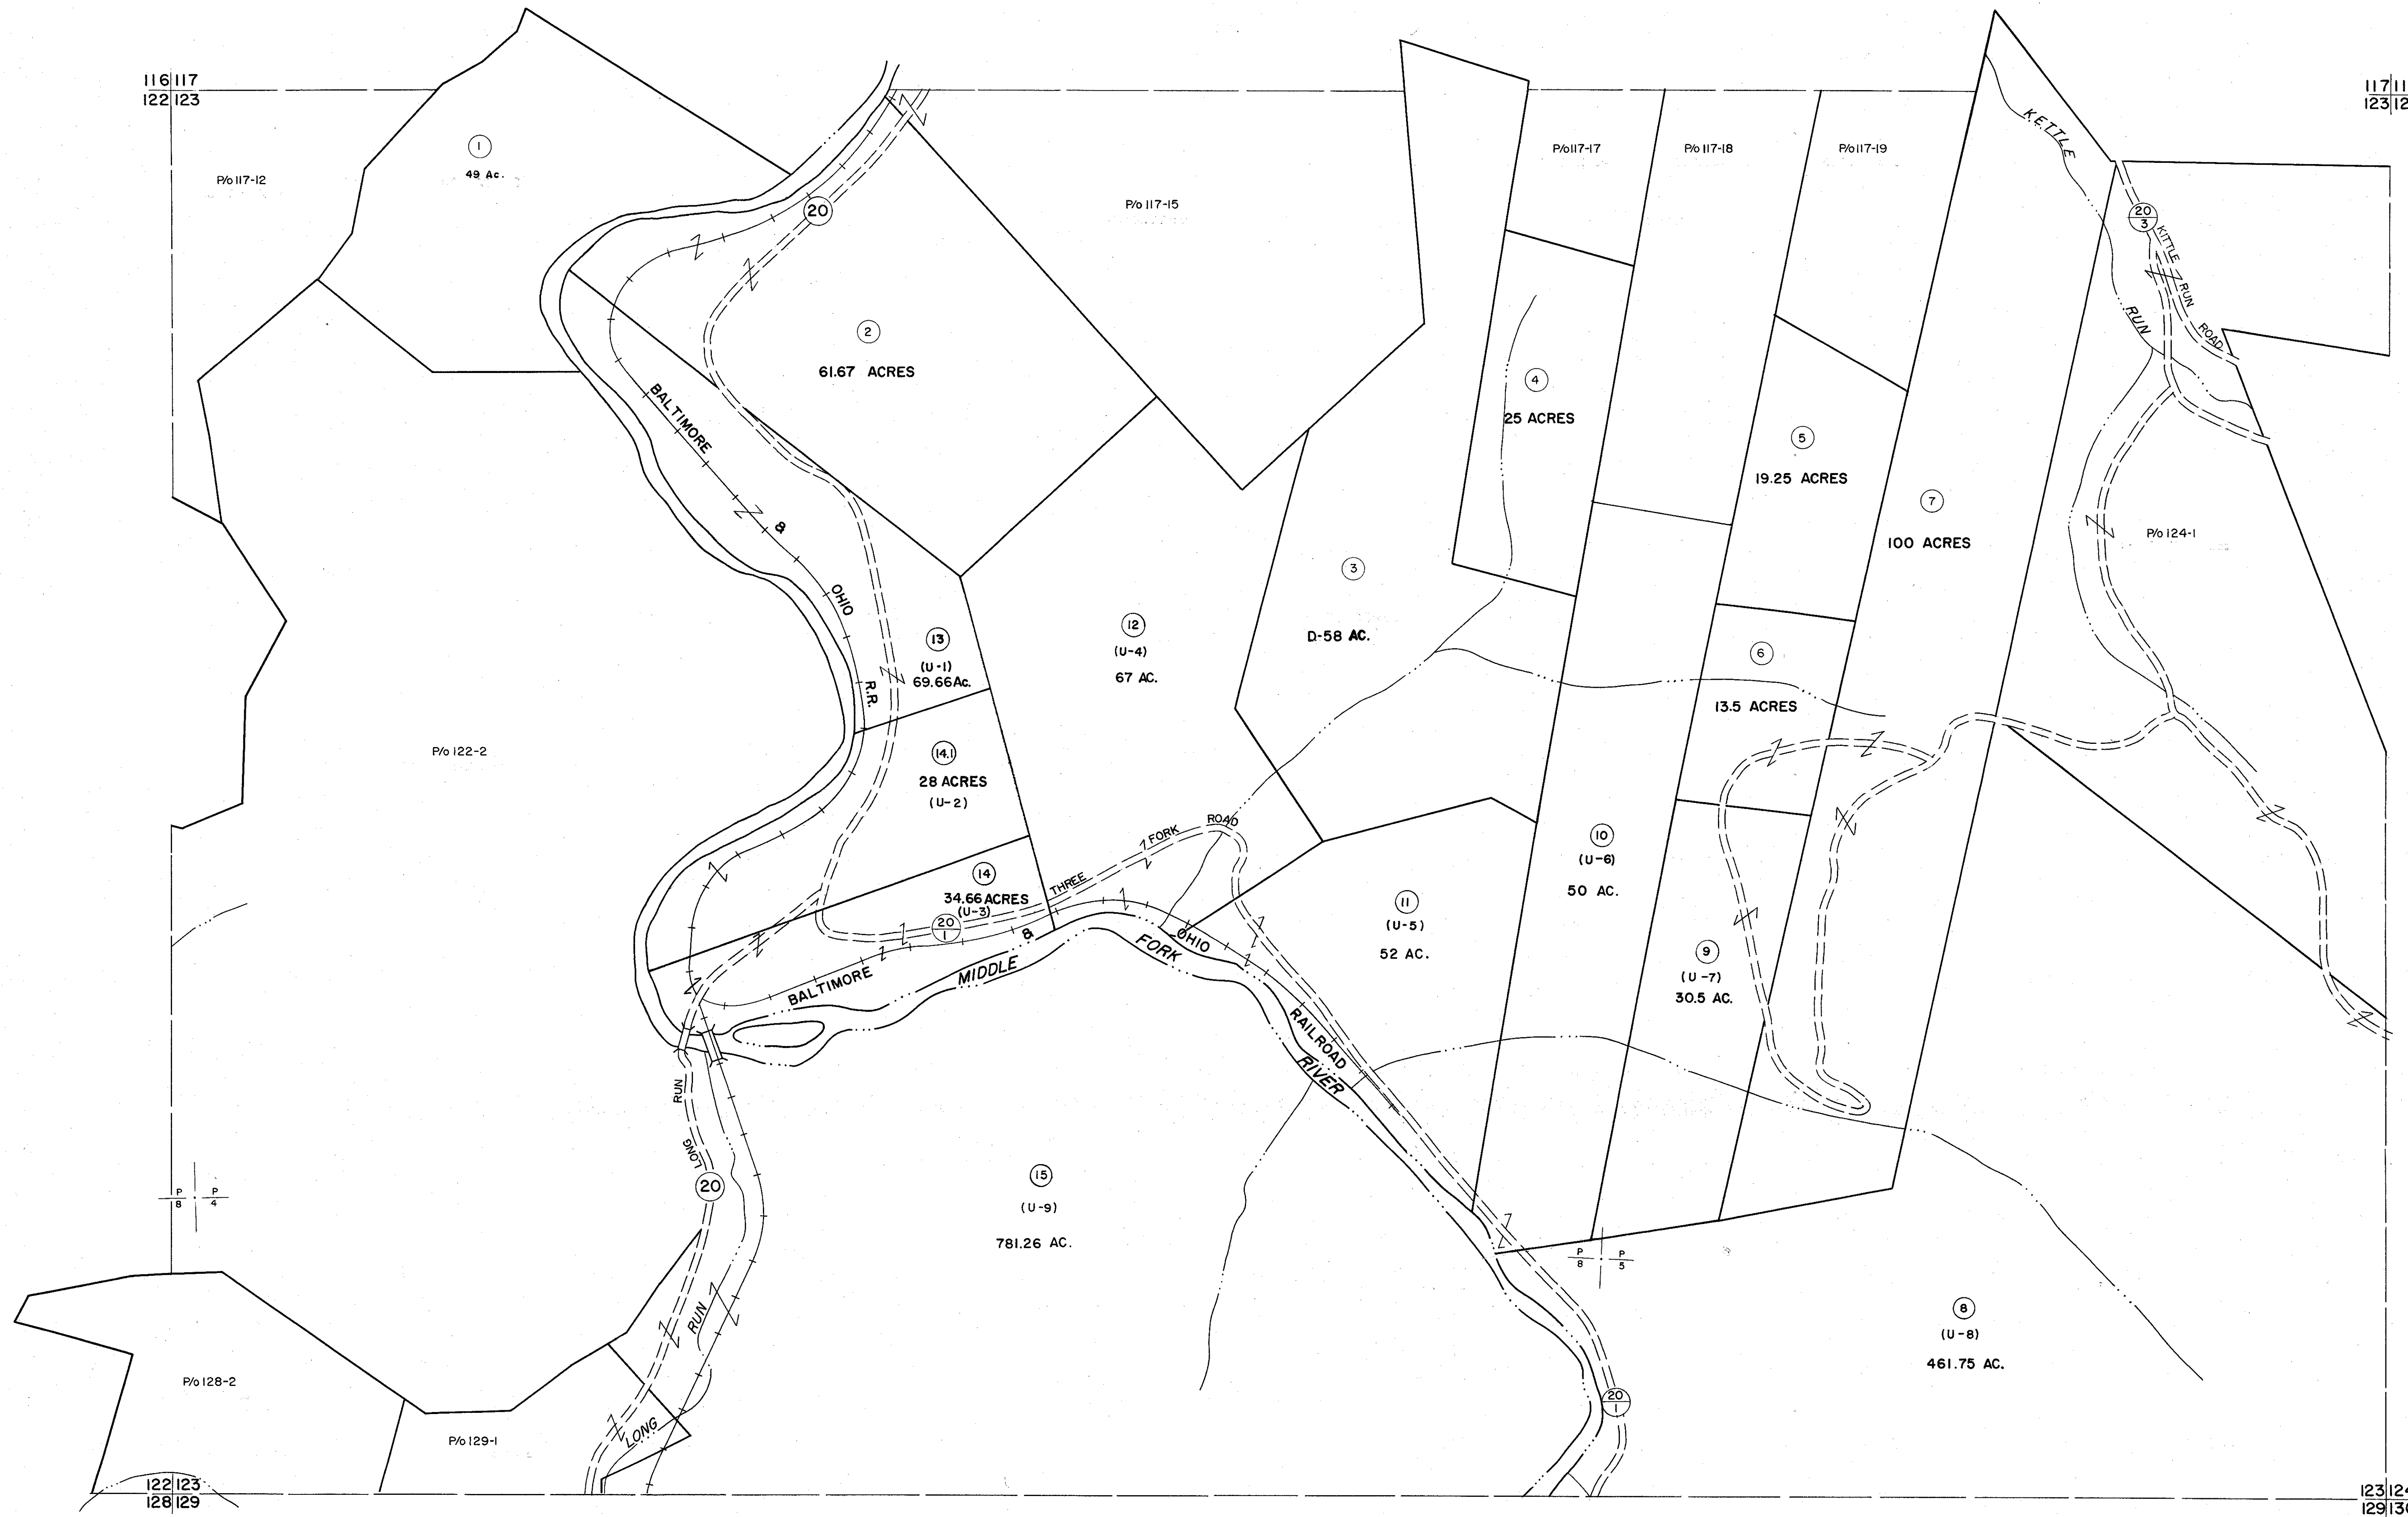 116 117
122 123
117 11
123 12
P/o 117-12
1
49 Ac.
20
P/o 117-15
P/o 117-17
P/o 117-18
P/o 117-19
KETTLE
RUN
20
3
KITTLE
RUN
ROAD
2
61.67 ACRES
BALTIMORE
&
OHIO
R.R.
4
25 ACRES
5
19.25 ACRES
7
100 ACRES
P/o 124-1
3
D-58 AC.
13
(U-1)
69.66 Ac.
12
(U-4)
67 AC.
6
13.5 ACRES
P/o 122-2
14.1
28 ACRES
(U-2)
14
34.66 ACRES
(U-3)
20
1
THREE
FORK
ROAD
10
(U-6)
50 AC.
11
(U-5)
52 AC.
9
(U-7)
30.5 AC.
BALTIMORE
&
OHIO
RAILROAD
MIDDLE
FORK
RIVER
RUN
LONG
20
15
(U-9)
781.26 AC.
P P
8 4
P P
8 5
8
(U-8)
461.75 AC.
RUN
LONG
P/o 128-2
P/o 129-1
20
1
122 123
128 129
123 124
129 130